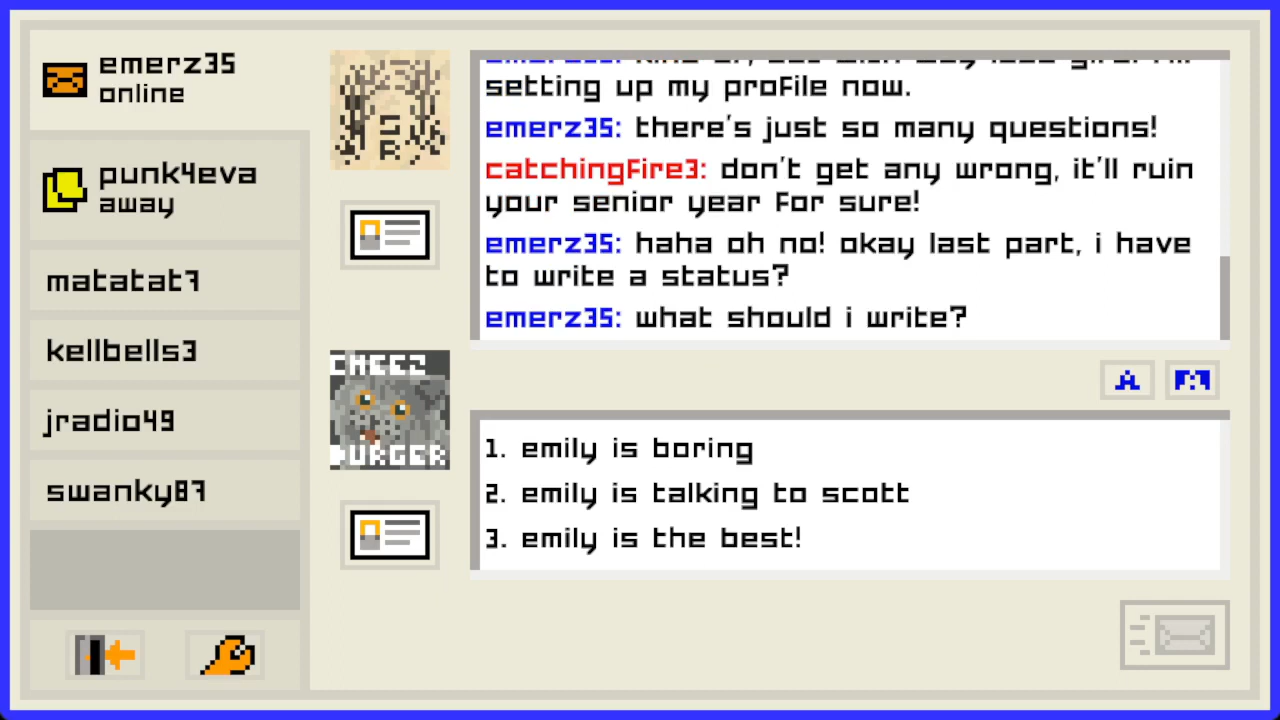 emerz35
online
punk4eva
away
matatat7
kellbells3
jradio49
swanky87
setting up my profile now.
emerz35: there's just so many questions!
catchingfire3: don't get any wrong, it'll ruin
your senior year for sure!
emerz35: haha oh no! okay last part, i have
to write a status?
emerz35: what should i write?
A
CHEEZ
BURGER
1. emily is boring
2. emily is talking to scott
3. emily is the best!